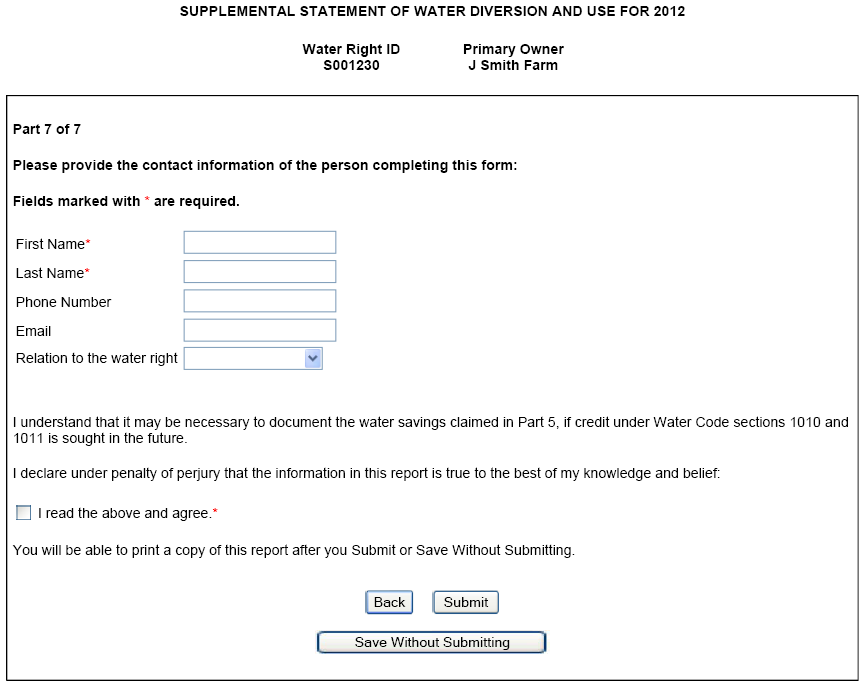 SUPPLEMENTAL STATEMENT OF WATER DIVERSION AND USE FOR 2012
Water Right ID Primary Owner
S001230 J Smith Farm
Part 7 of 7
Please provide the contact information of the person completing this form:
Fields marked with * are required.
First Name*
Last Name*
Phone Number
Email
Relation to the water right
I understand that it may be necessary to document the water savings claimed in Part 5, if credit under Water Code sections 1010 and
1011 is sought in the future.
I declare under penalty of perjury that the information in this report is true to the best of my knowledge and belief:
I read the above and agree.*
You will be able to print a copy of this report after you Submit or Save Without Submitting.
Back Submit
Save Without Submitting